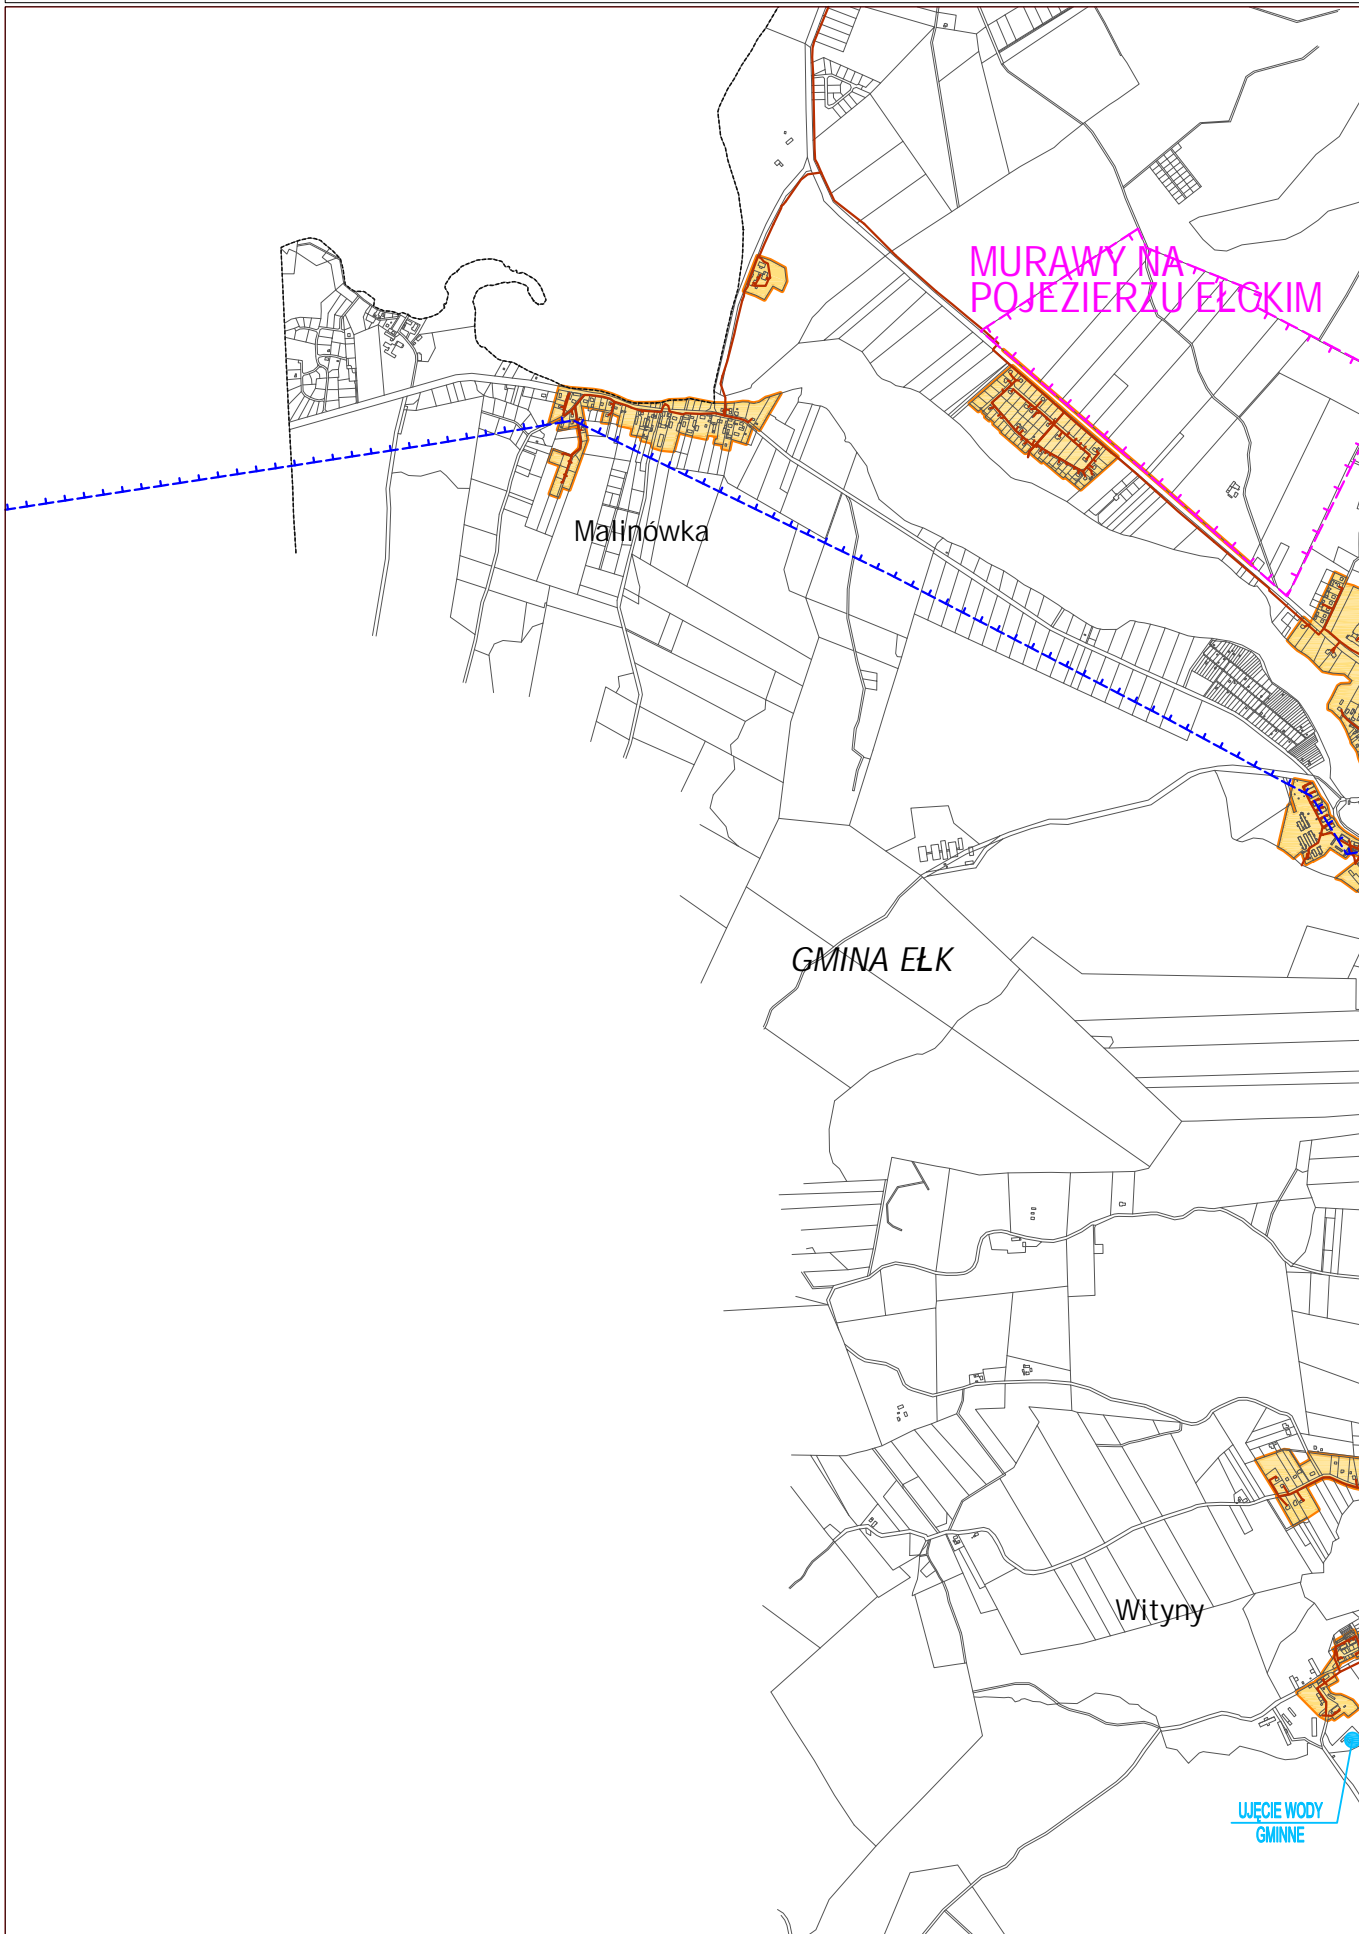 MURAWY NA
POJEZIERZU EŁCKIM
Malinówka
GMINA EŁK
Wityny
UJĘCIE WODY
GMINNE